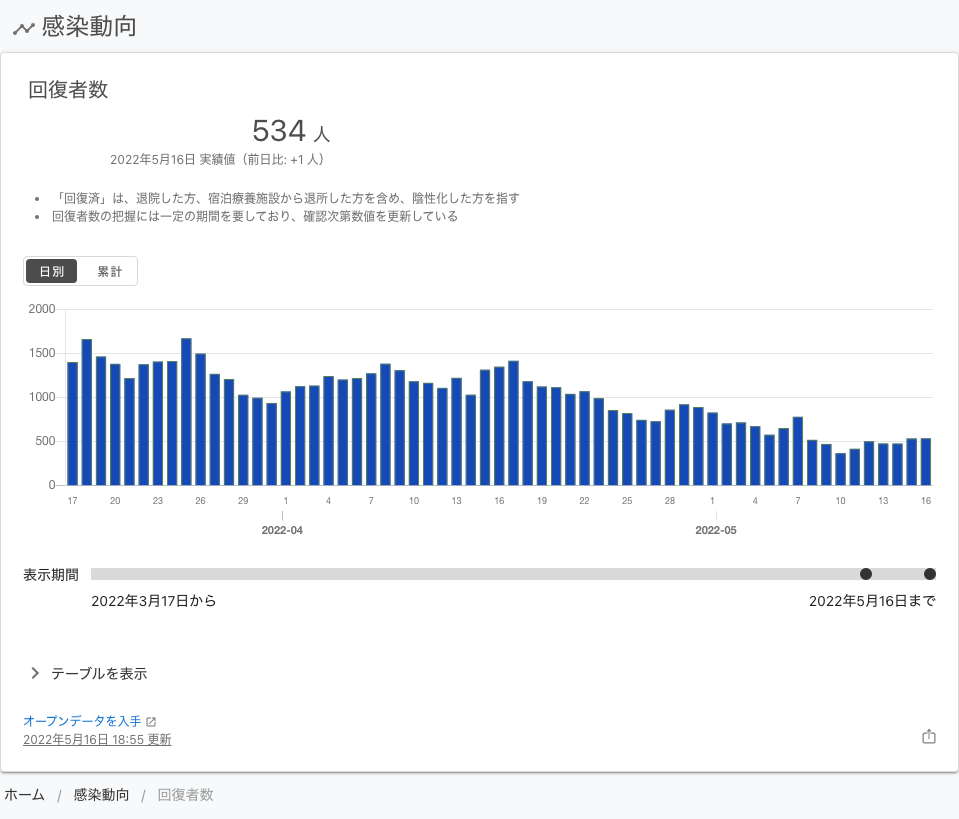 感染動向
回復者数
534 人
2022年5月16日 実績値（前日比: +1 人）
• 「回復済」は、退院した方、宿泊療養施設から退所した方を含め、陰性化した方を指す
• 回復者数の把握には一定の期間を要しており、確認次第数値を更新している
日別 累計
2000
1500
1000
500
0
17 20 23 26 29 1 4 7 10 13 16 19 22 25 28 1 4 7 10 13 16
2022-04 2022-05
表示期間
2022年3月17日から 2022年5月16日まで
テーブルを表示
オープンデータを入手
2022年5月16日 18:55 更新
ホーム / 感染動向 / 回復者数